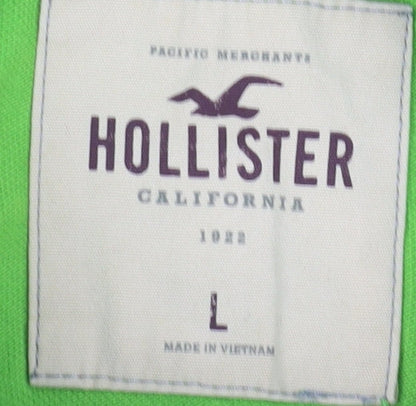 PACIFIC MERCHANTS
HOLLISTER
CALIFORNIA
1922
L
MADE IN VIETNAM